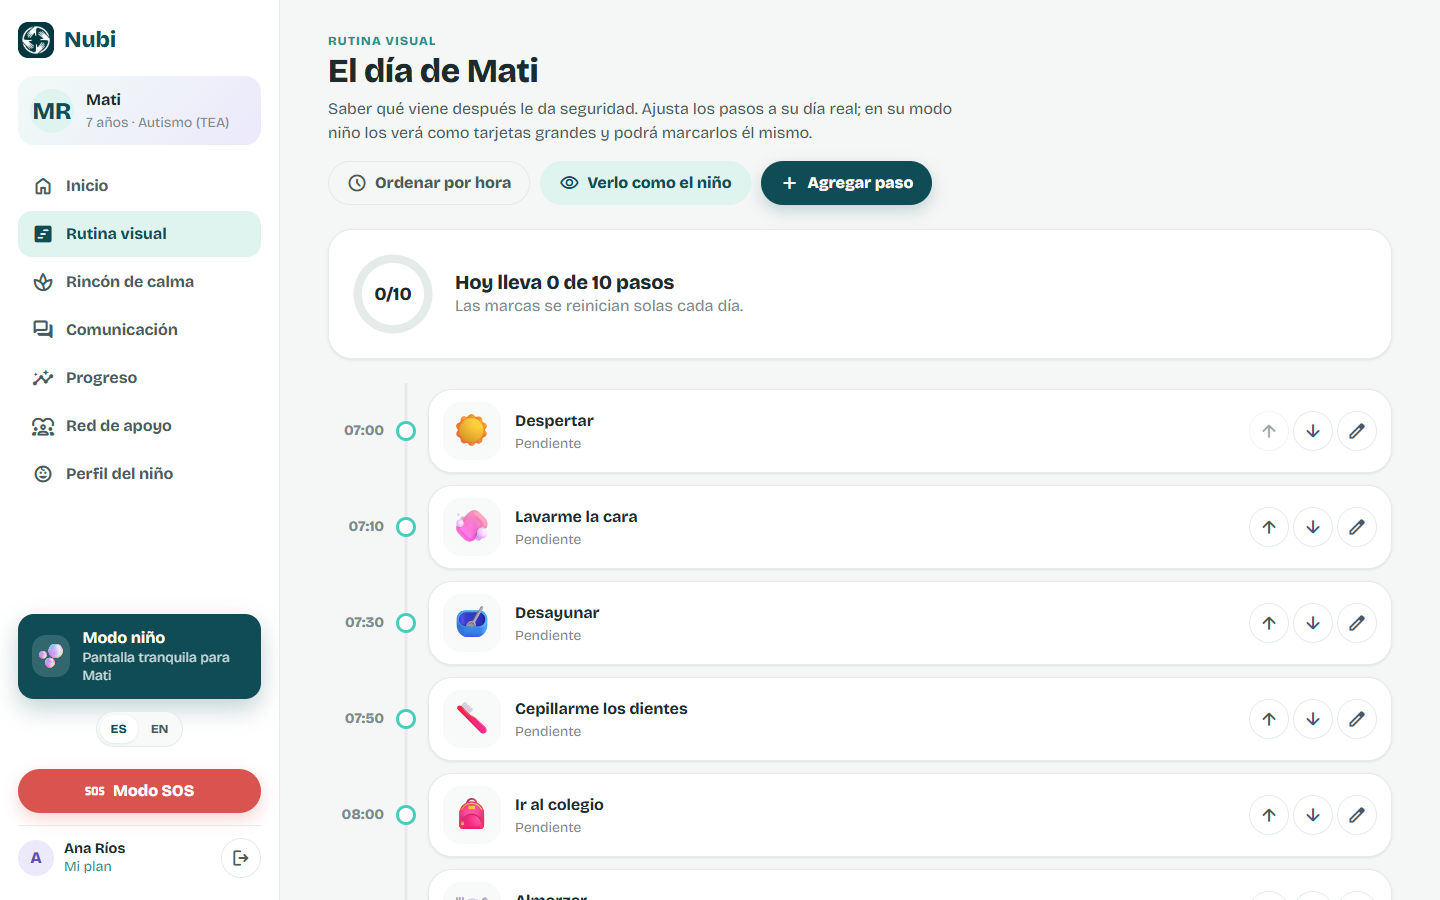 Nubi
MR
Mati
7 años · Autismo (TEA)
Inicio
Rutina visual
Rincón de calma
Comunicación
Progreso
Red de apoyo
Perfil del niño
Modo niño
Pantalla tranquila para
Mati
ES EN
SOS Modo SOS
A
Ana Ríos
Mi plan
RUTINA VISUAL
El día de Mati
Saber qué viene después le da seguridad. Ajusta los pasos a su día real; en su modo
niño los verá como tarjetas grandes y podrá marcarlos él mismo.
Ordenar por hora
Verlo como el niño
Agregar paso
0/10
Hoy lleva 0 de 10 pasos
Las marcas se reinician solas cada día.
07:00
Despertar
Pendiente
07:10
Lavarme la cara
Pendiente
07:30
Desayunar
Pendiente
07:50
Cepillarme los dientes
Pendiente
08:00
Ir al colegio
Pendiente
Almorzar